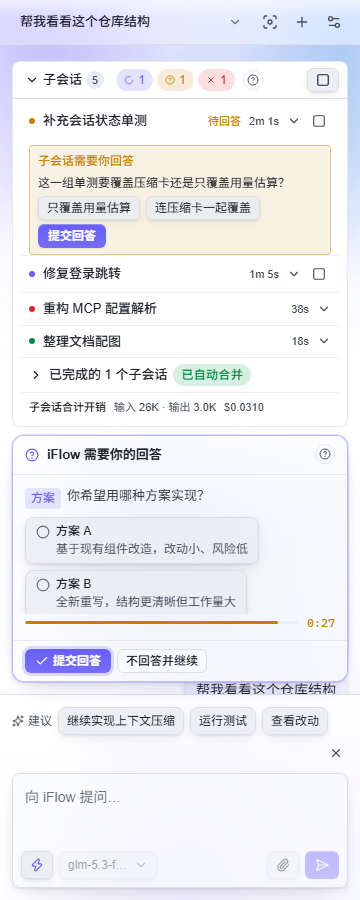 帮我看看这个仓库结构
子会话 5 1 1 1
补充会话状态单测 待回答 2m 1s
子会话需要你回答
这一组单测要覆盖压缩卡还是只覆盖用量估算?
只覆盖用量估算 连压缩卡一起覆盖
提交回答
修复登录跳转 1m 5s
重构 MCP 配置解析 38s
整理文档配图 18s
已完成的 1 个子会话 已自动合并
子会话合计开销 输入 26K · 输出 3.0K $0.0310
iFlow 需要你的回答
方案 你希望用哪种方案实现?
方案 A
基于现有组件改造，改动小、风险低
方案 B
全新重写，结构更清晰但工作量大
0:27
提交回答 不回答并继续
帮我看看这个仓库结构
建议 继续实现上下文压缩 运行测试 查看改动
向 iFlow 提问…
glm-5.3-f…